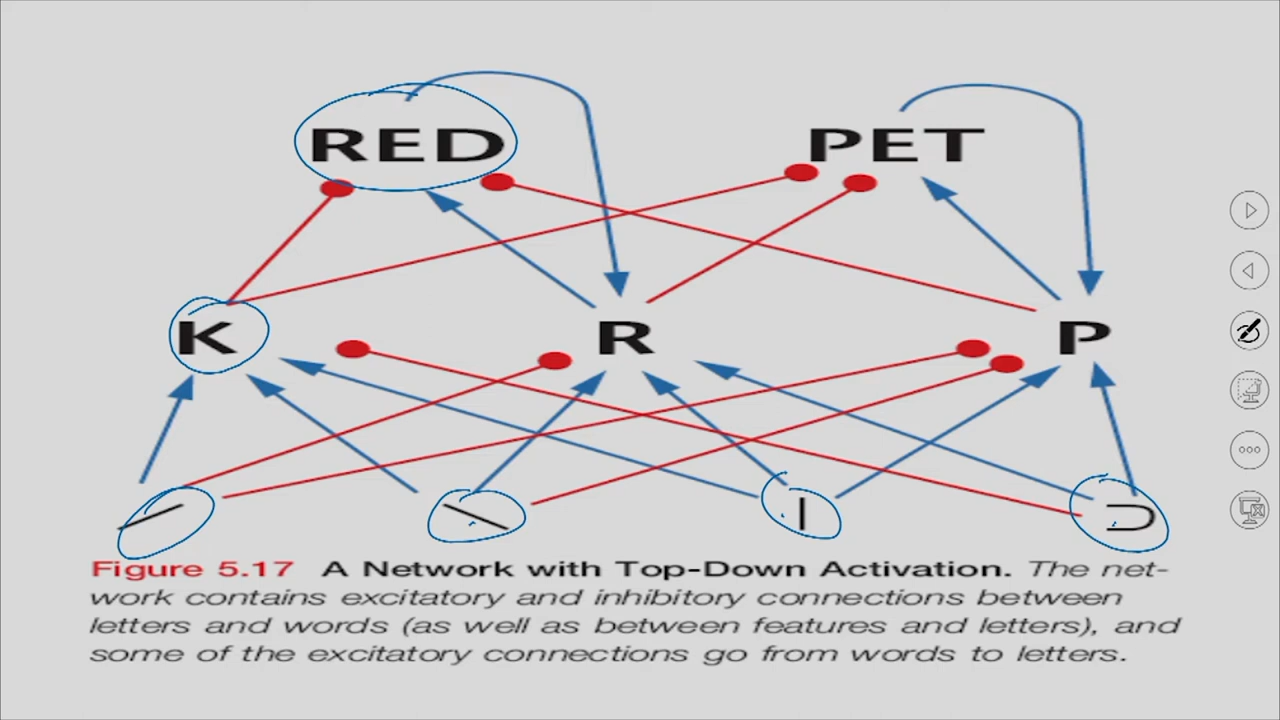 RED PET
K R P
Figure 5.17 A Network with Top-Down Activation. The net-
work contains excitatory and inhibitory connections between
letters and words (as well as between features and letters), and
some of the excitatory connections go from words to letters.